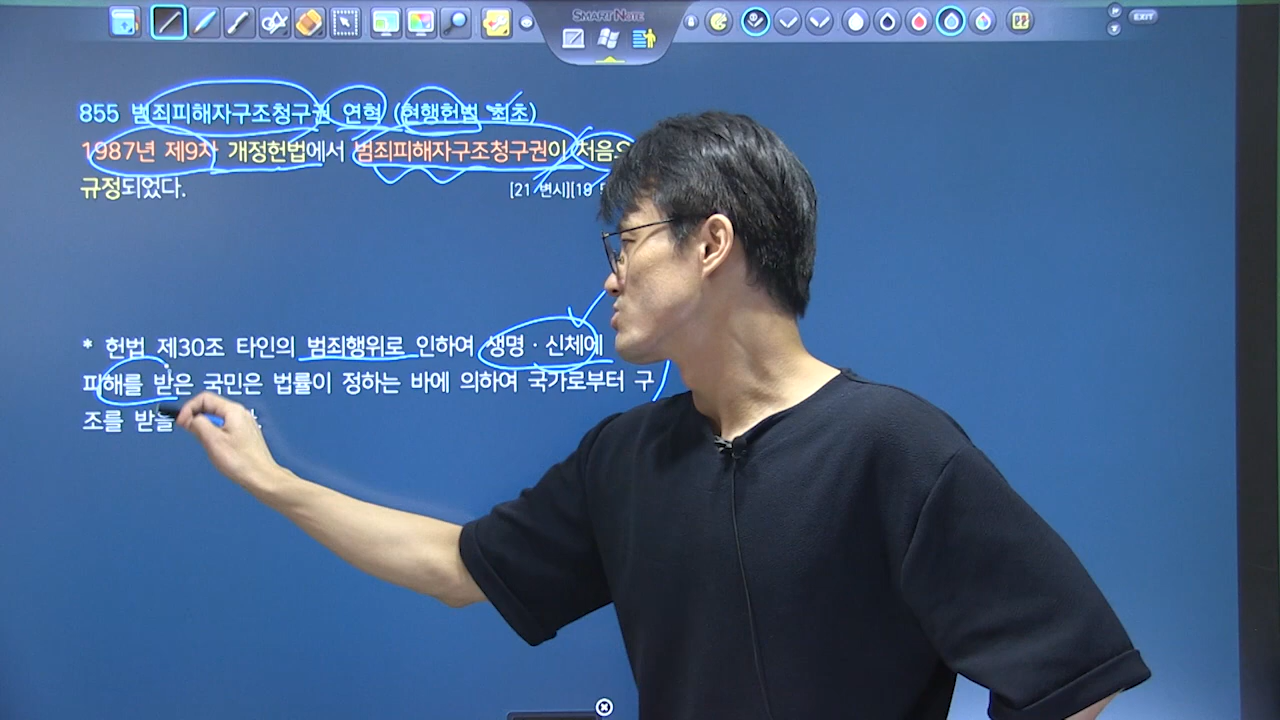 SMARTNOTE
EXIT
855 범죄피해자구조청구권 연혁 (현행헌법 최초)
1987년 제9차 개정헌법에서 범죄피해자구조청구권이 처음으
규정되었다.
[21 변시][19
* 헌법 제30조 타인의 범죄행위로 인하여 생명·신체에
피해를 받은 국민은 법률이 정하는 바에 의하여 국가로부터 구
조를 받을